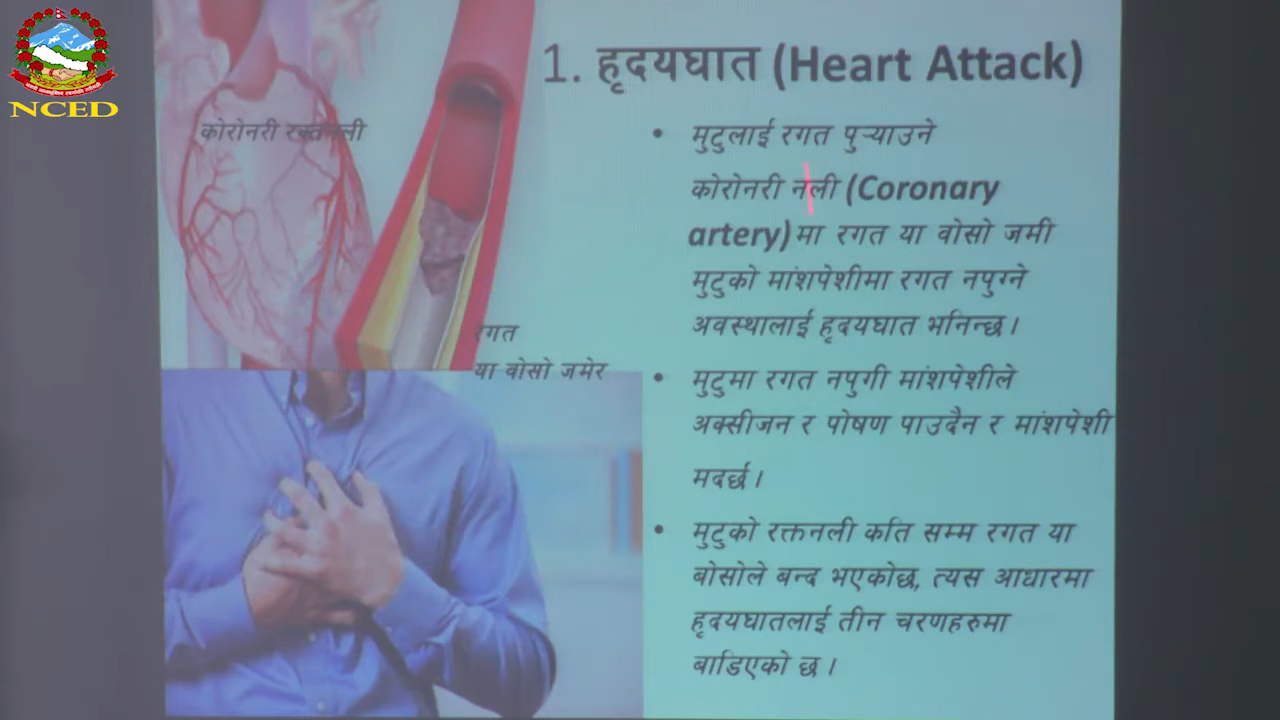 NCED
1. हृदयघात (Heart Attack)
कोरोनरी रक्तनली
रगत
या वोसो जमेर
• मुटुलाई रगत पुऱ्याउने
कोरोनरी नली (Coronary
artery) मा रगत या वोसो जमी
मुटुको मांशपेशीमा रगत नपुग्ने
अवस्थालाई हृदयघात भनिन्छ।
• मुटुमा रगत नपुगी मांशपेशीले
अक्सीजन र पोषण पाउदैन र मांशपेशी
मदर्छ।
• मुटुको रक्तनली कति सम्म रगत या
बोसोले बन्द भएकोछ, त्यस आधारमा
हृदयघातलाई तीन चरणहरुमा
बाडिएको छ।